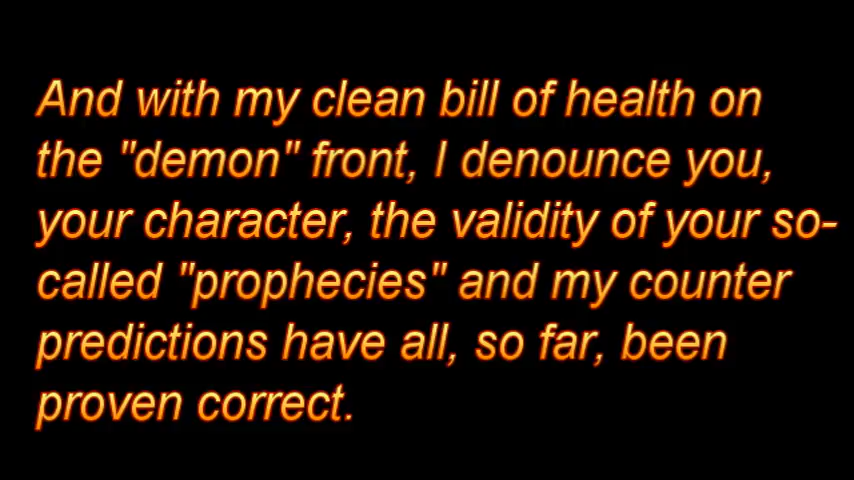 And with my clean bill of health on
the "demon" front, I denounce you,
your character, the validity of your so-
called "prophecies" and my counter
predictions have all, so far, been
proven correct.